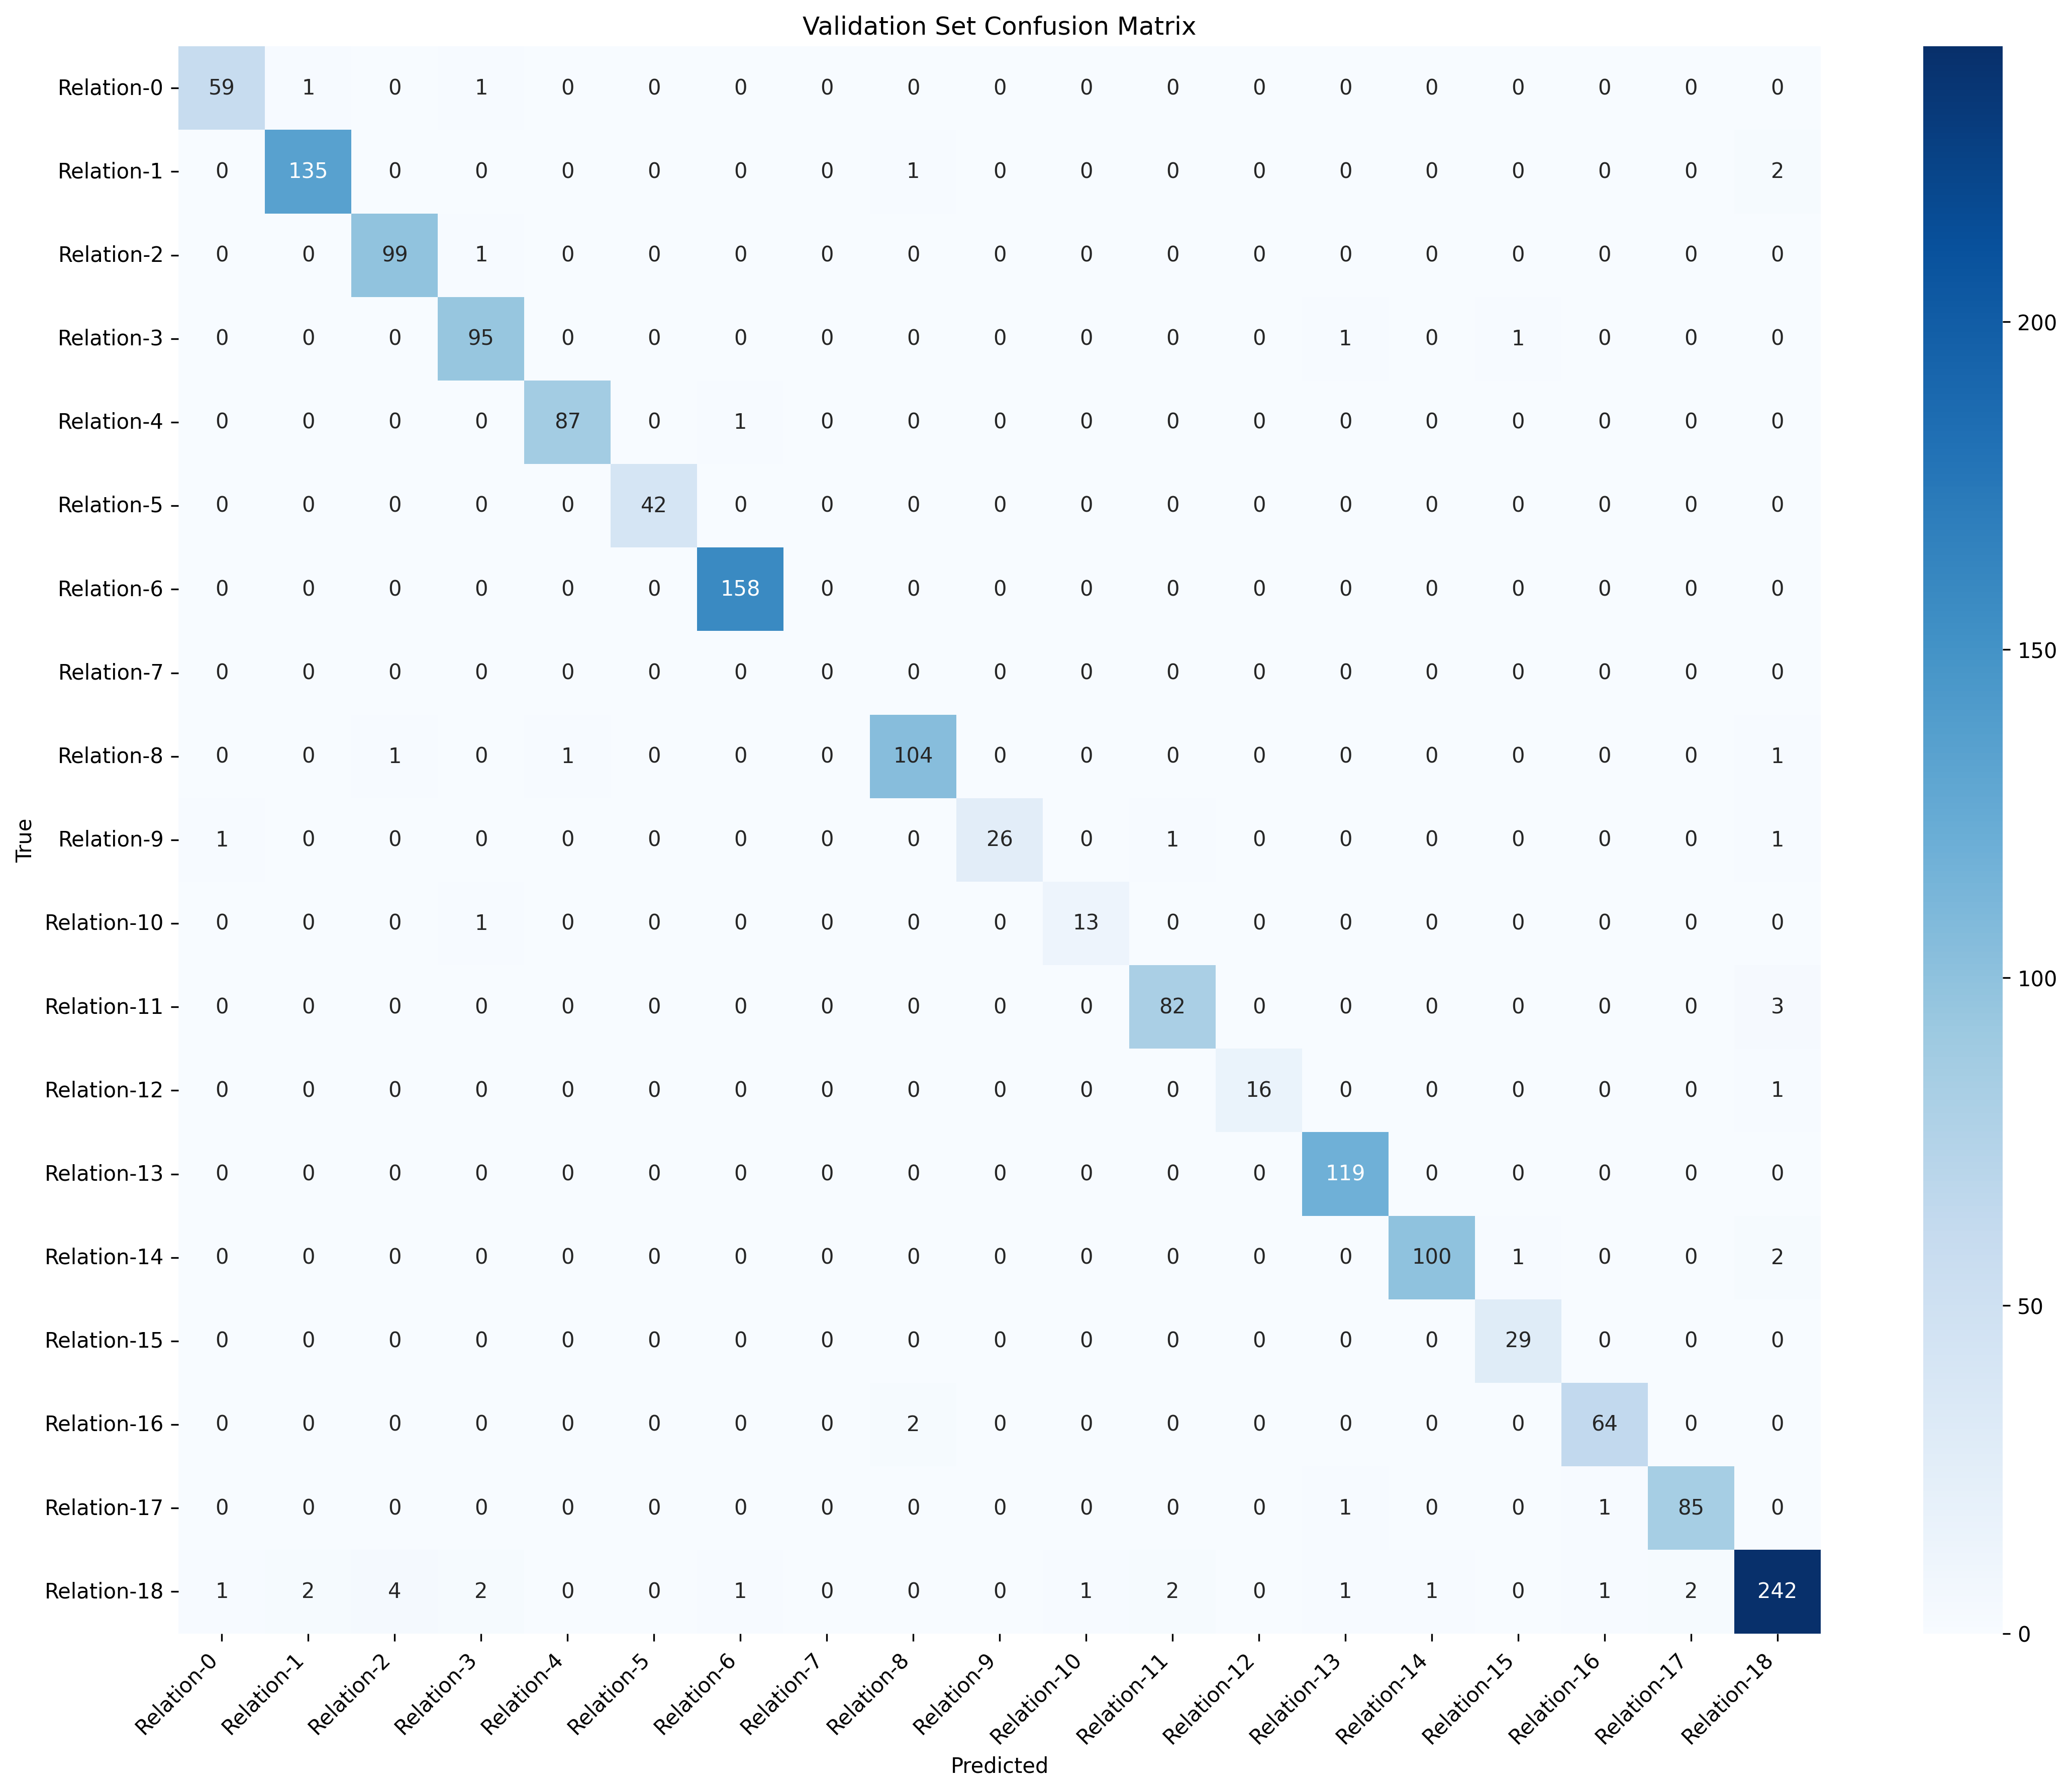 Validation Set Confusion Matrix
Relation-0 59 1 0 1 0 0 0 0 0 0 0 0 0 0 0 0 0 0 0
Relation-1 0 135 0 0 0 0 0 0 1 0 0 0 0 0 0 0 0 0 2
Relation-2 0 0 99 1 0 0 0 0 0 0 0 0 0 0 0 0 0 0 0
Relation-3 0 0 0 95 0 0 0 0 0 0 0 0 0 1 0 1 0 0 0
Relation-4 0 0 0 0 87 0 1 0 0 0 0 0 0 0 0 0 0 0 0
Relation-5 0 0 0 0 0 42 0 0 0 0 0 0 0 0 0 0 0 0 0
Relation-6 0 0 0 0 0 0 158 0 0 0 0 0 0 0 0 0 0 0 0
Relation-7 0 0 0 0 0 0 0 0 0 0 0 0 0 0 0 0 0 0 0
Relation-8 0 0 1 0 1 0 0 0 104 0 0 0 0 0 0 0 0 0 1
Relation-9 1 0 0 0 0 0 0 0 0 26 0 1 0 0 0 0 0 0 1
Relation-10 0 0 0 1 0 0 0 0 0 0 13 0 0 0 0 0 0 0 0
Relation-11 0 0 0 0 0 0 0 0 0 0 0 82 0 0 0 0 0 0 3
Relation-12 0 0 0 0 0 0 0 0 0 0 0 0 16 0 0 0 0 0 1
Relation-13 0 0 0 0 0 0 0 0 0 0 0 0 0 119 0 0 0 0 0
Relation-14 0 0 0 0 0 0 0 0 0 0 0 0 0 0 100 1 0 0 2
Relation-15 0 0 0 0 0 0 0 0 0 0 0 0 0 0 0 29 0 0 0
Relation-16 0 0 0 0 0 0 0 0 2 0 0 0 0 0 0 0 64 0 0
Relation-17 0 0 0 0 0 0 0 0 0 0 0 0 0 1 0 0 1 85 0
Relation-18 1 2 4 2 0 0 1 0 0 0 1 2 0 1 1 0 1 2 242
True
Relation-0 Relation-1 Relation-2 Relation-3 Relation-4 Relation-5 Relation-6 Relation-7 Relation-8 Relation-9 Relation-10 Relation-11 Relation-12 Relation-13 Relation-14 Relation-15 Relation-16 Relation-17 Relation-18
Predicted
200
150
100
50
0